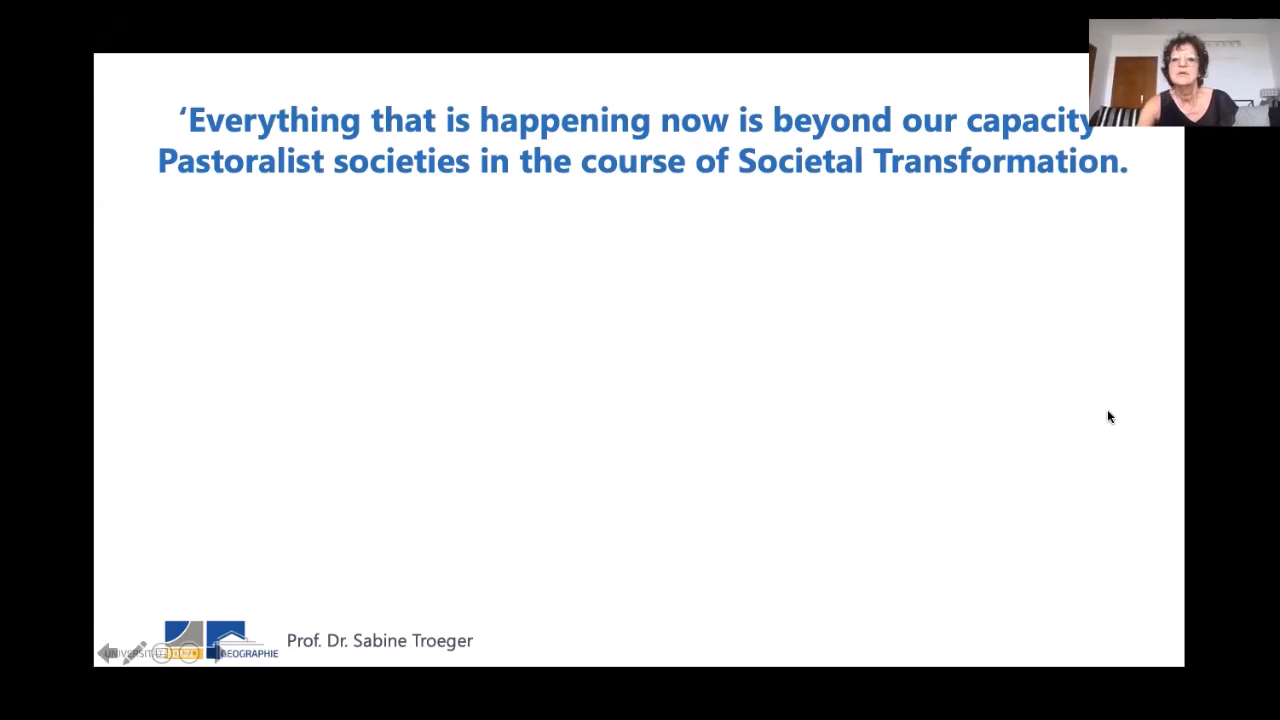 ‘Everything that is happening now is beyond our capacity
Pastoralist societies in the course of Societal Transformation.
Prof. Dr. Sabine Troeger
GEOGRAPHIE